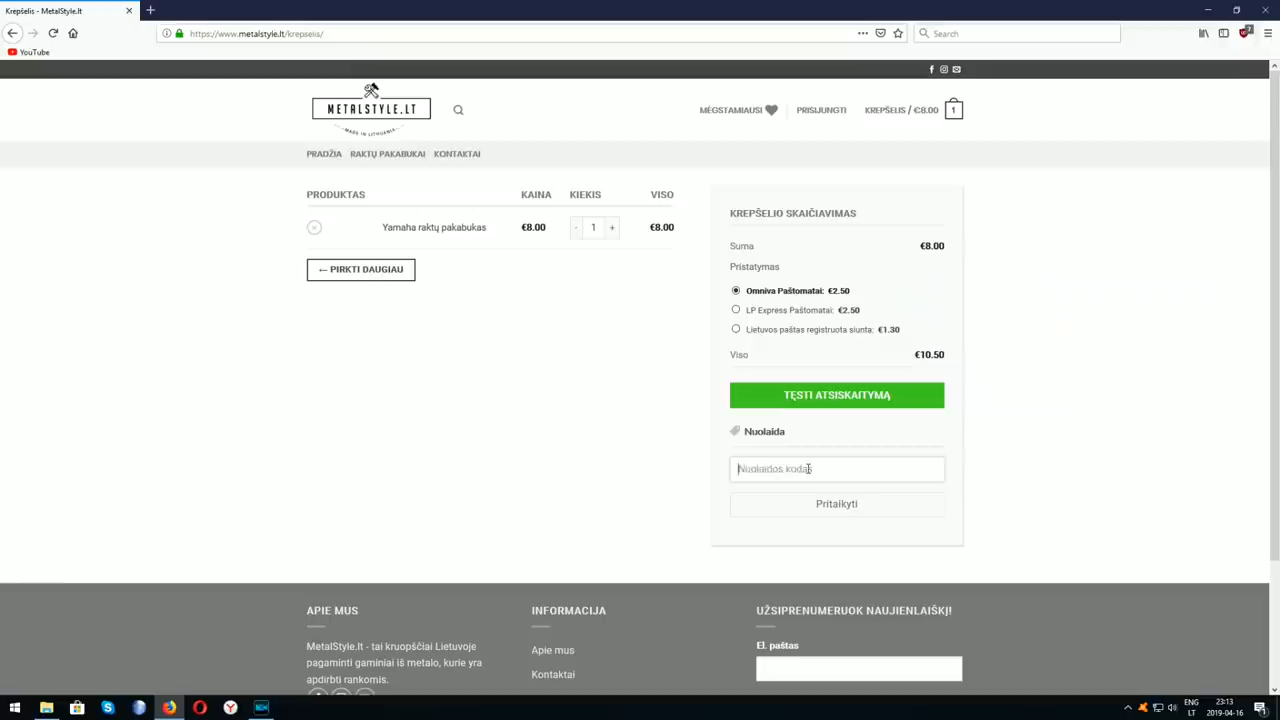 Krepšelis - MetalStyle.lt
https://www.metalstyle.lt/krepselis/
Search
YouTube
METALSTYLE.LT
MADE IN LITHUANIA
MĖGSTAMIAUSI
PRISIJUNGTI
KREPŠELIS / €8.00
1
PRADŽIA RAKTŲ PAKABUKAI KONTAKTAI
PRODUKTAS KAINA KIEKIS VISO
Yamaha raktų pakabukas €8.00 - 1 + €8.00
← PIRKTI DAUGIAU
KREPŠELIO SKAIČIAVIMAS
Suma €8.00
Pristatymas
Omniva Paštomatai: €2.50
LP Express Paštomatai: €2.50
Lietuvos paštas registruota siunta: €1.30
Viso €10.50
TĘSTI ATSISKAITYMĄ
Nuolaida
Nuolaidos kodas
Pritaikyti
APIE MUS
MetalStyle.lt - tai kruopščiai Lietuvoje
pagaminti gaminiai iš metalo, kurie yra
apdirbti rankomis.
INFORMACIJA
Apie mus
Kontaktai
UŽSIPRENUMERUOK NAUJIENLAIŠKĮ!
El. paštas
ENG
LT
23:13
2019-04-16